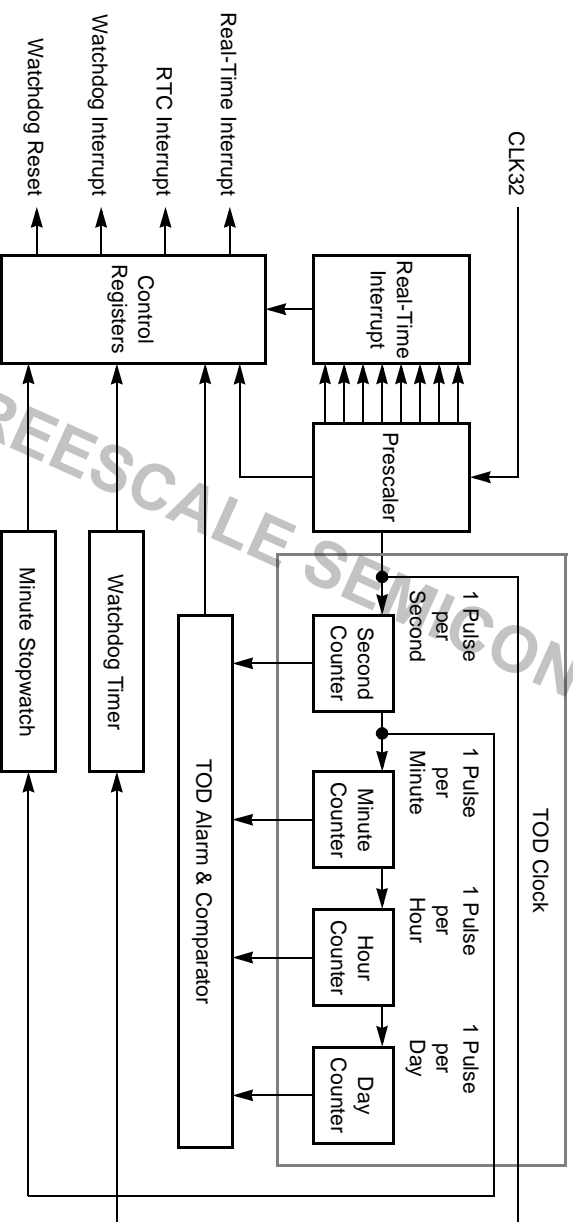 CLK32
TOD Clock
1 Pulse
per
Second
1 Pulse
per
Minute
1 Pulse
per
Hour
1 Pulse
per
Day
Real-Time
Interrupt
Prescaler
Second
Counter
Minute
Counter
Hour
Counter
Day
Counter
Real-Time Interrupt
RTC Interrupt
Watchdog Interrupt
Watchdog Reset
Control
Registers
TOD Alarm & Comparator
Watchdog Timer
Minute Stopwatch
REESCALE SEMICON